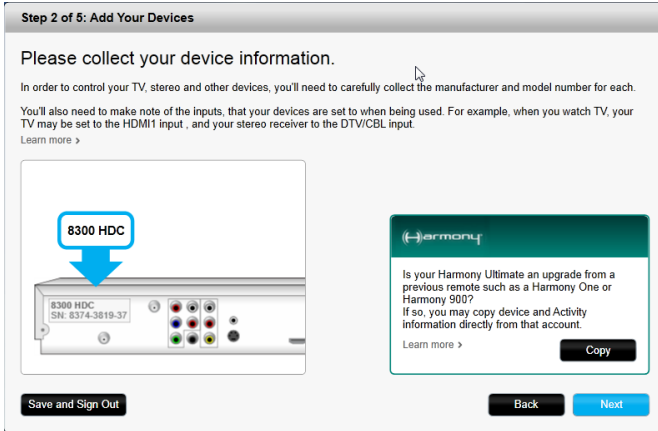 Step 2 of 5: Add Your Devices
Please collect your device information.
In order to control your TV, stereo and other devices, you'll need to carefully collect the manufacturer and model number for each.
You'll also need to make note of the inputs, that your devices are set to when being used. For example, when you watch TV, your
TV may be set to the HDMI1 input , and your stereo receiver to the DTV/CBL input.
Learn more >
8300 HDC
8300 HDC
SN: 8374-3819-37
Harmony
Is your Harmony Ultimate an upgrade from a
previous remote such as a Harmony One or
Harmony 900?
If so, you may copy device and Activity
information directly from that account.
Learn more >
Copy
Save and Sign Out
Back
Next